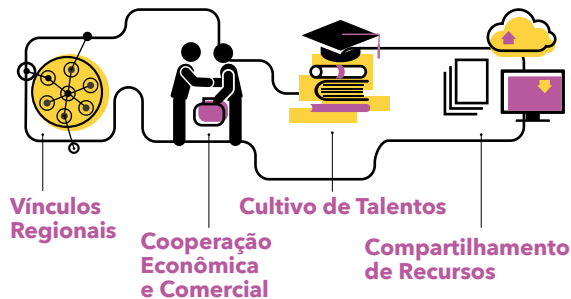 Vínculos
Regionais
Cooperação
Econômica
e Comercial
Cultivo de Talentos
Compartilhamento
de Recursos